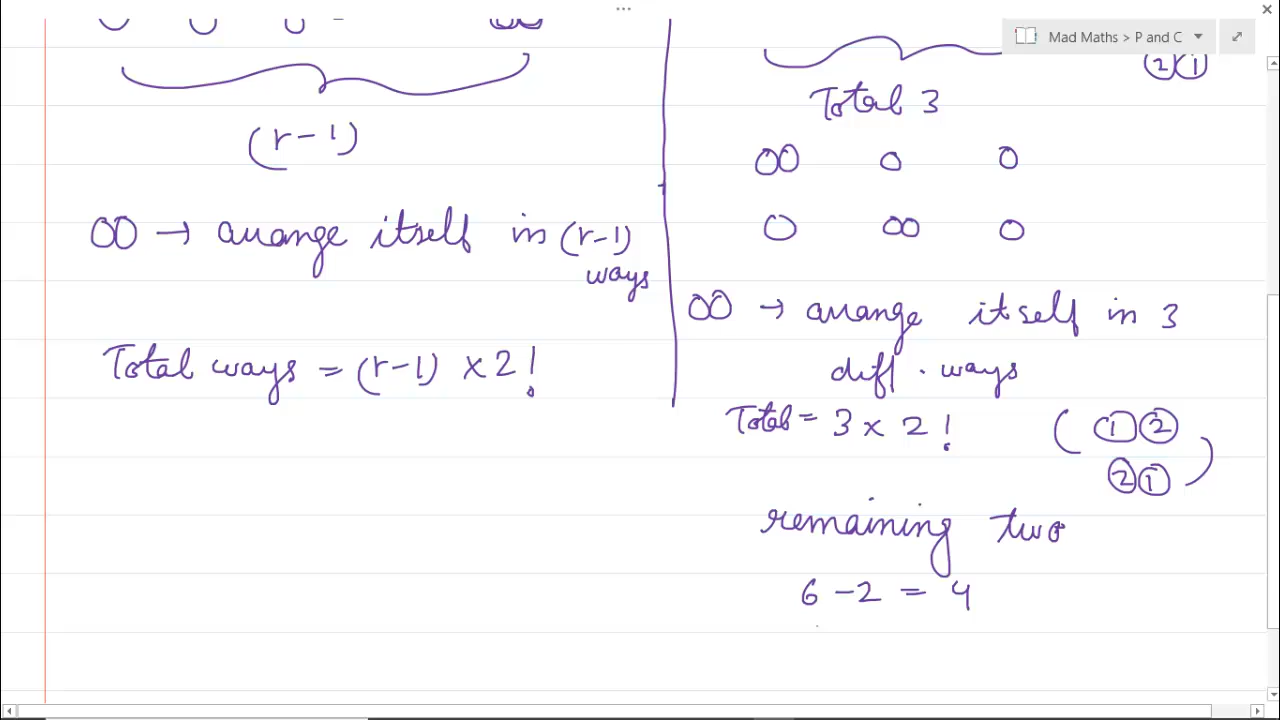 Mad Maths > P and C
(r-1)
OO → arrange itself in (r-1)
ways
Total ways = (r-1) × 2!
② ①
Total 3
OO O O
O OO O
OO → arrange itself in 3
diff. ways
Total = 3 × 2! ( ① ②
② ① )
remaining two
6 - 2 = 4